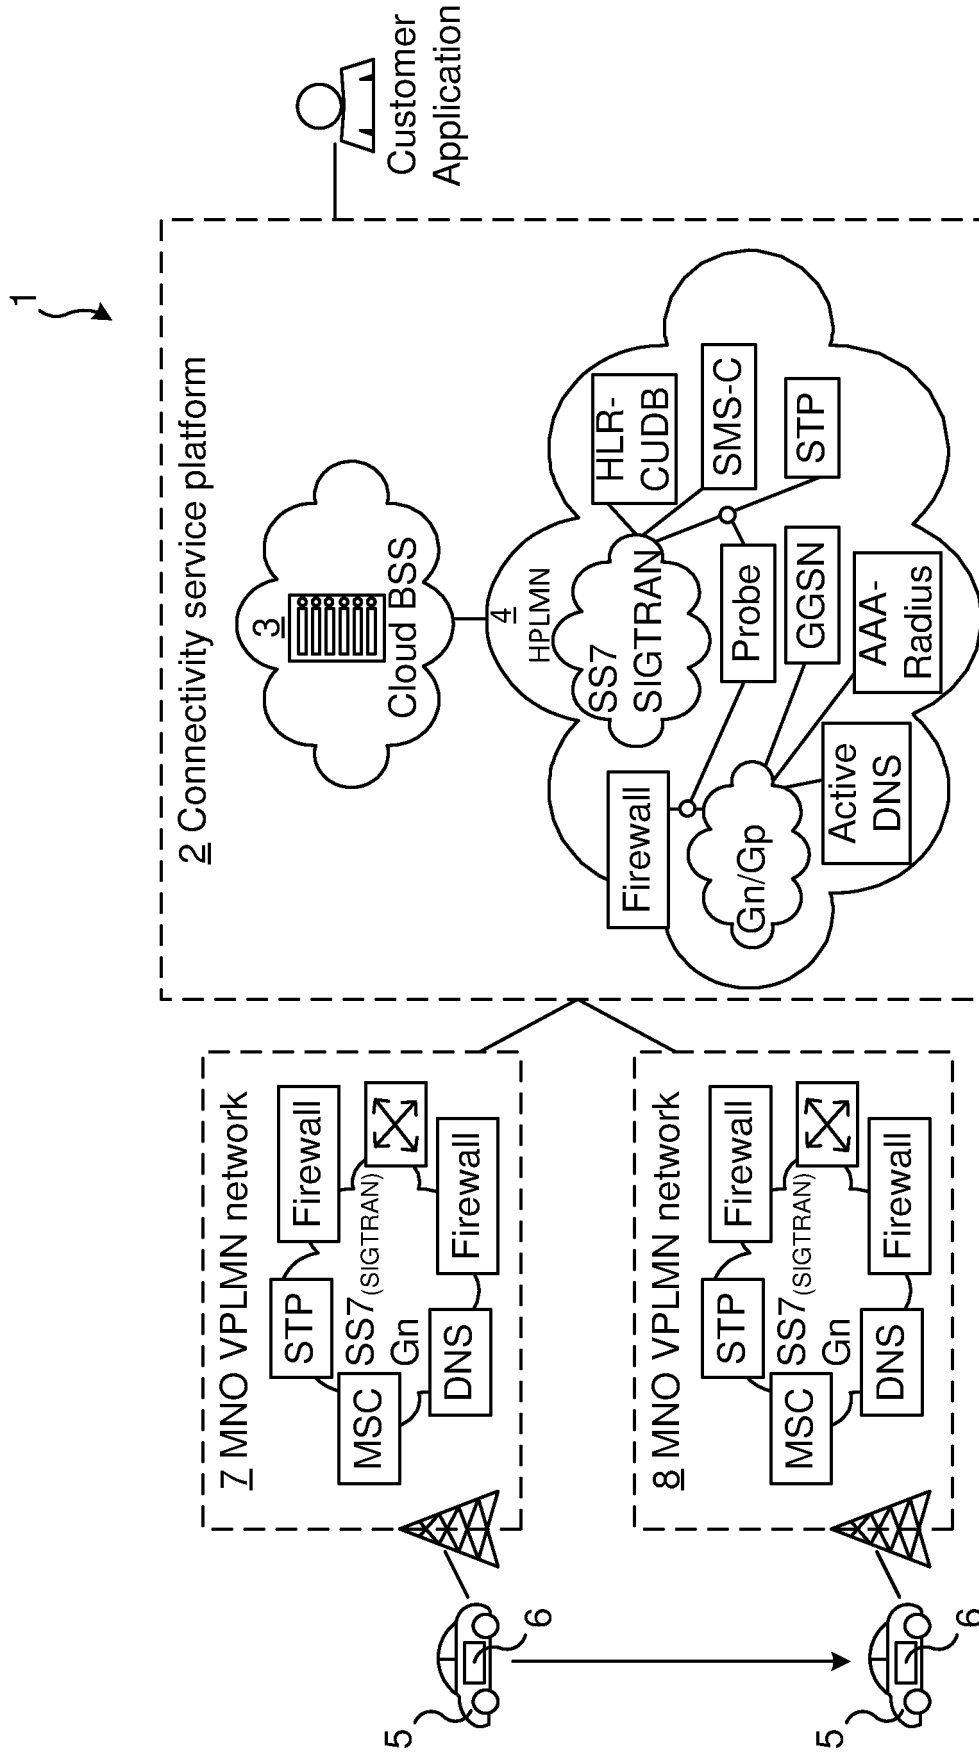 1
2 Connectivity service platform
3
Cloud BSS
4
HPLMN
SS7
SIGTRAN
HLR-
CUDB
SMS-C
STP
Probe
GGSN
AAA-
Radius
Active
DNS
Firewall
Gn/Gp
Customer
Application
7 MNO VPLMN network
Firewall
STP
SS7(SIGTRAN)
Gn
MSC
DNS
Firewall
8 MNO VPLMN network
Firewall
STP
SS7(SIGTRAN)
Gn
MSC
DNS
Firewall
5
6
5
6